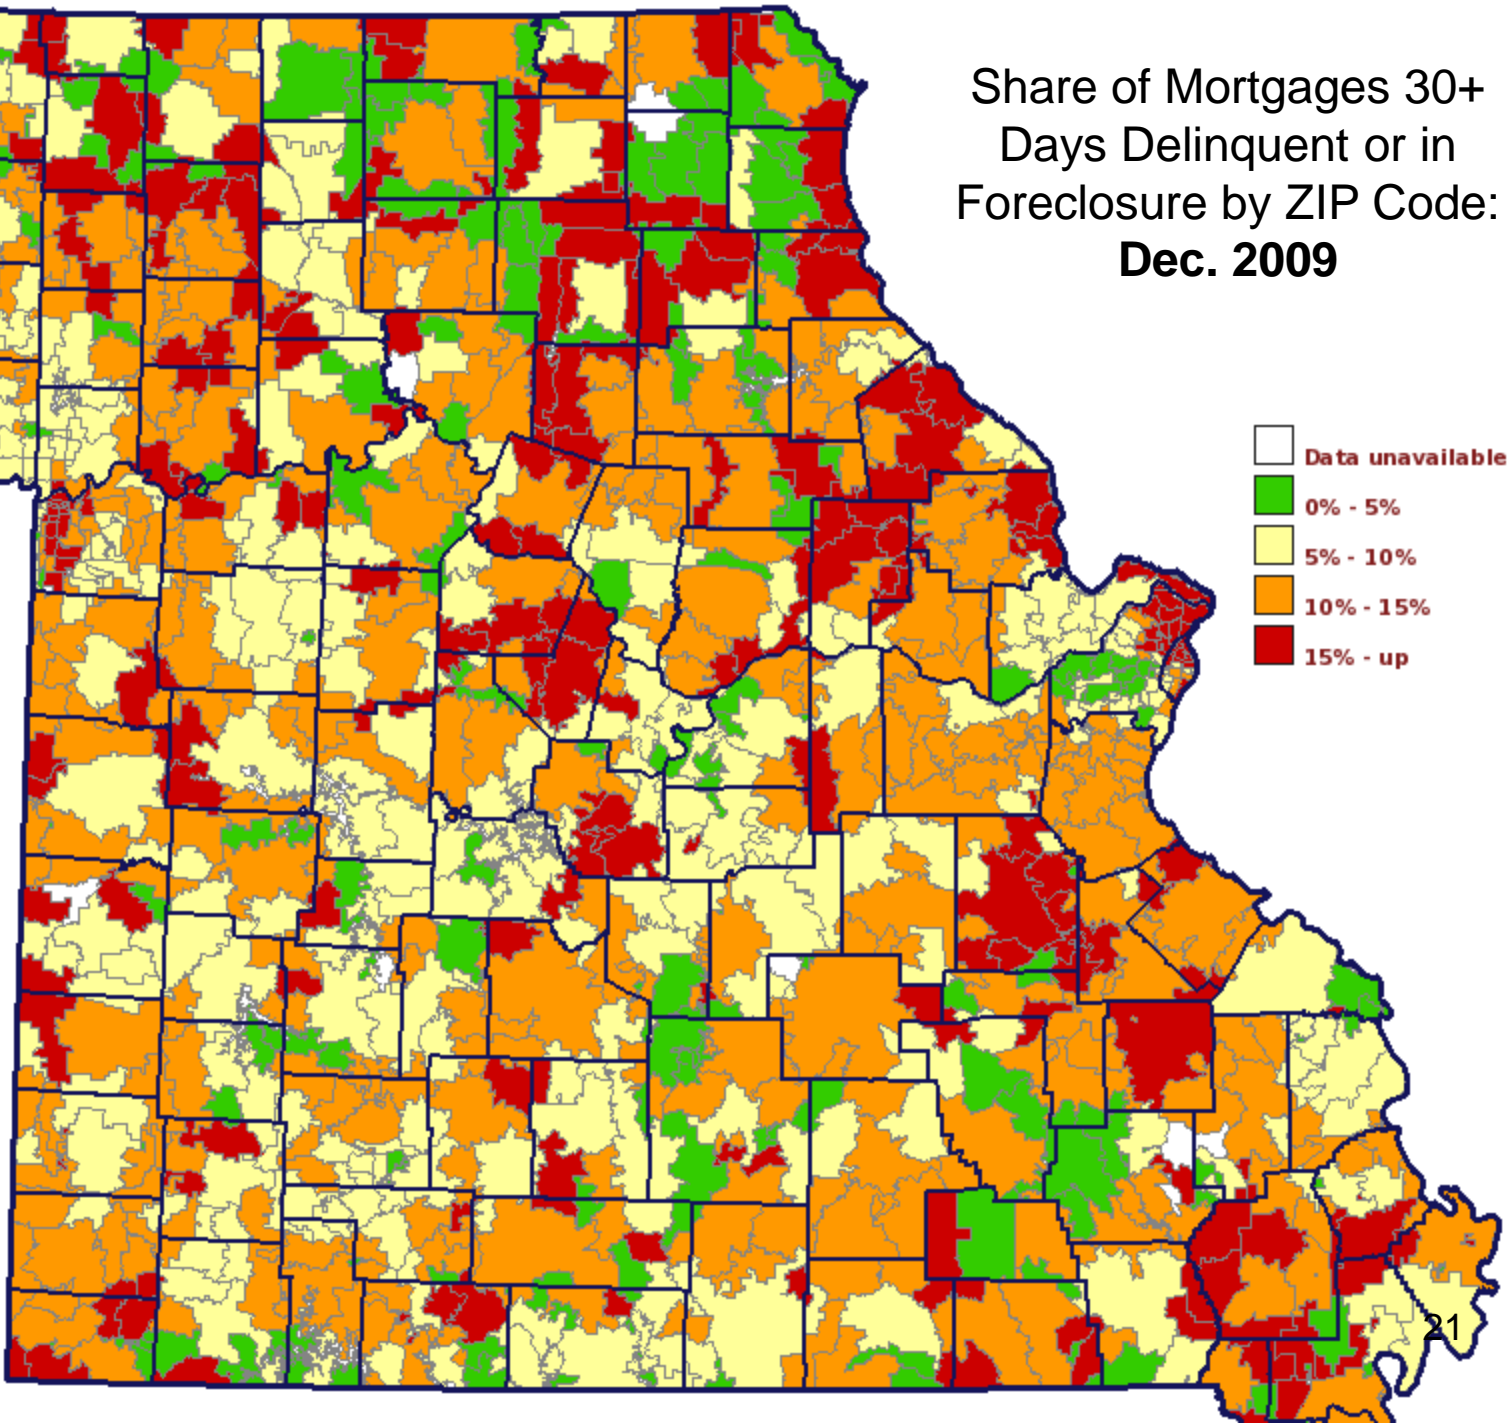 Share of Mortgages 30+
Days Delinquent or in
Foreclosure by ZIP Code:
Dec. 2009
Data unavailable
0% - 5%
5% - 10%
10% - 15%
15% - up
21